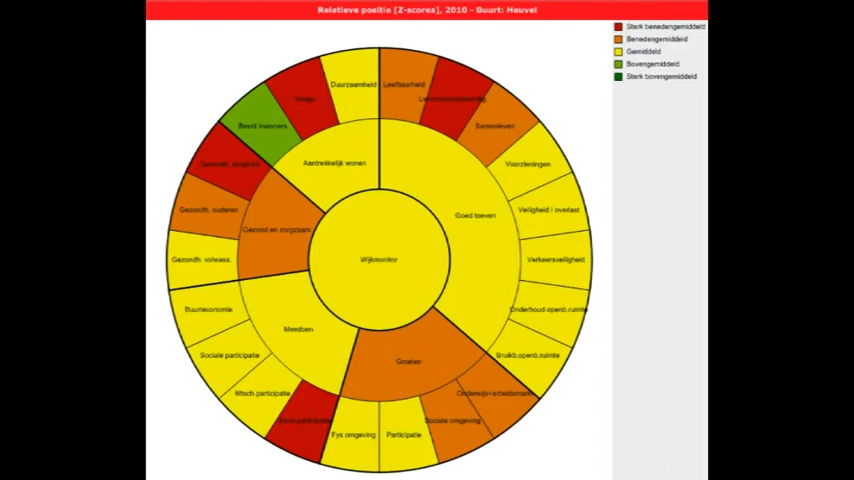 Relatieve positie [Z-scores], 2010 - Buurt: Heuvel
Sterk benedengemiddeld
Benedengemiddeld
Gemiddeld
Bovengemiddeld
Sterk bovengemiddeld
Duurzaamheid
Leefbaarheid
Beeld inwoners
Samenleven
Gezondh. jongeren
Aantrekkelijk wonen
Voorzieningen
Gezondh. ouderen
Goed toeven
Veiligheid / overlast
Gezond en zorgzaam
Gezondh. volwass.
Wijkmonitor
Verkeersveiligheid
Buurteconomie
Onderhoud openb.ruimte
Meedoen
Sociale participatie
Groeien
Bruikb.openb.ruimte
Mtsch.participatie
Onderwijs+arbeidsmarkt
Sociale omgeving
Fys.omgeving
Participatie